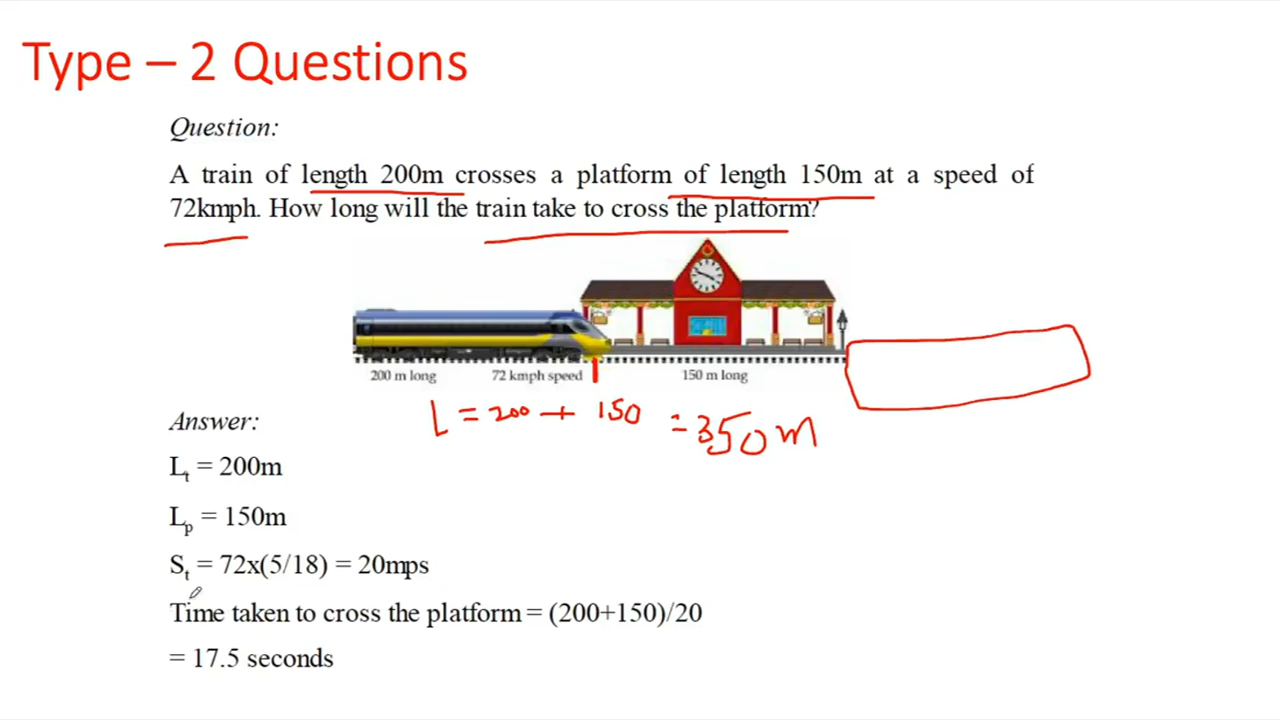 Type – 2 Questions
Question:
A train of length 200m crosses a platform of length 150m at a speed of
72kmph. How long will the train take to cross the platform?
200 m long 72 kmph speed 150 m long
L = 200 + 150 = 350m
Answer:
Lt = 200m
Lp = 150m
St = 72x(5/18) = 20mps
Time taken to cross the platform = (200+150)/20
= 17.5 seconds